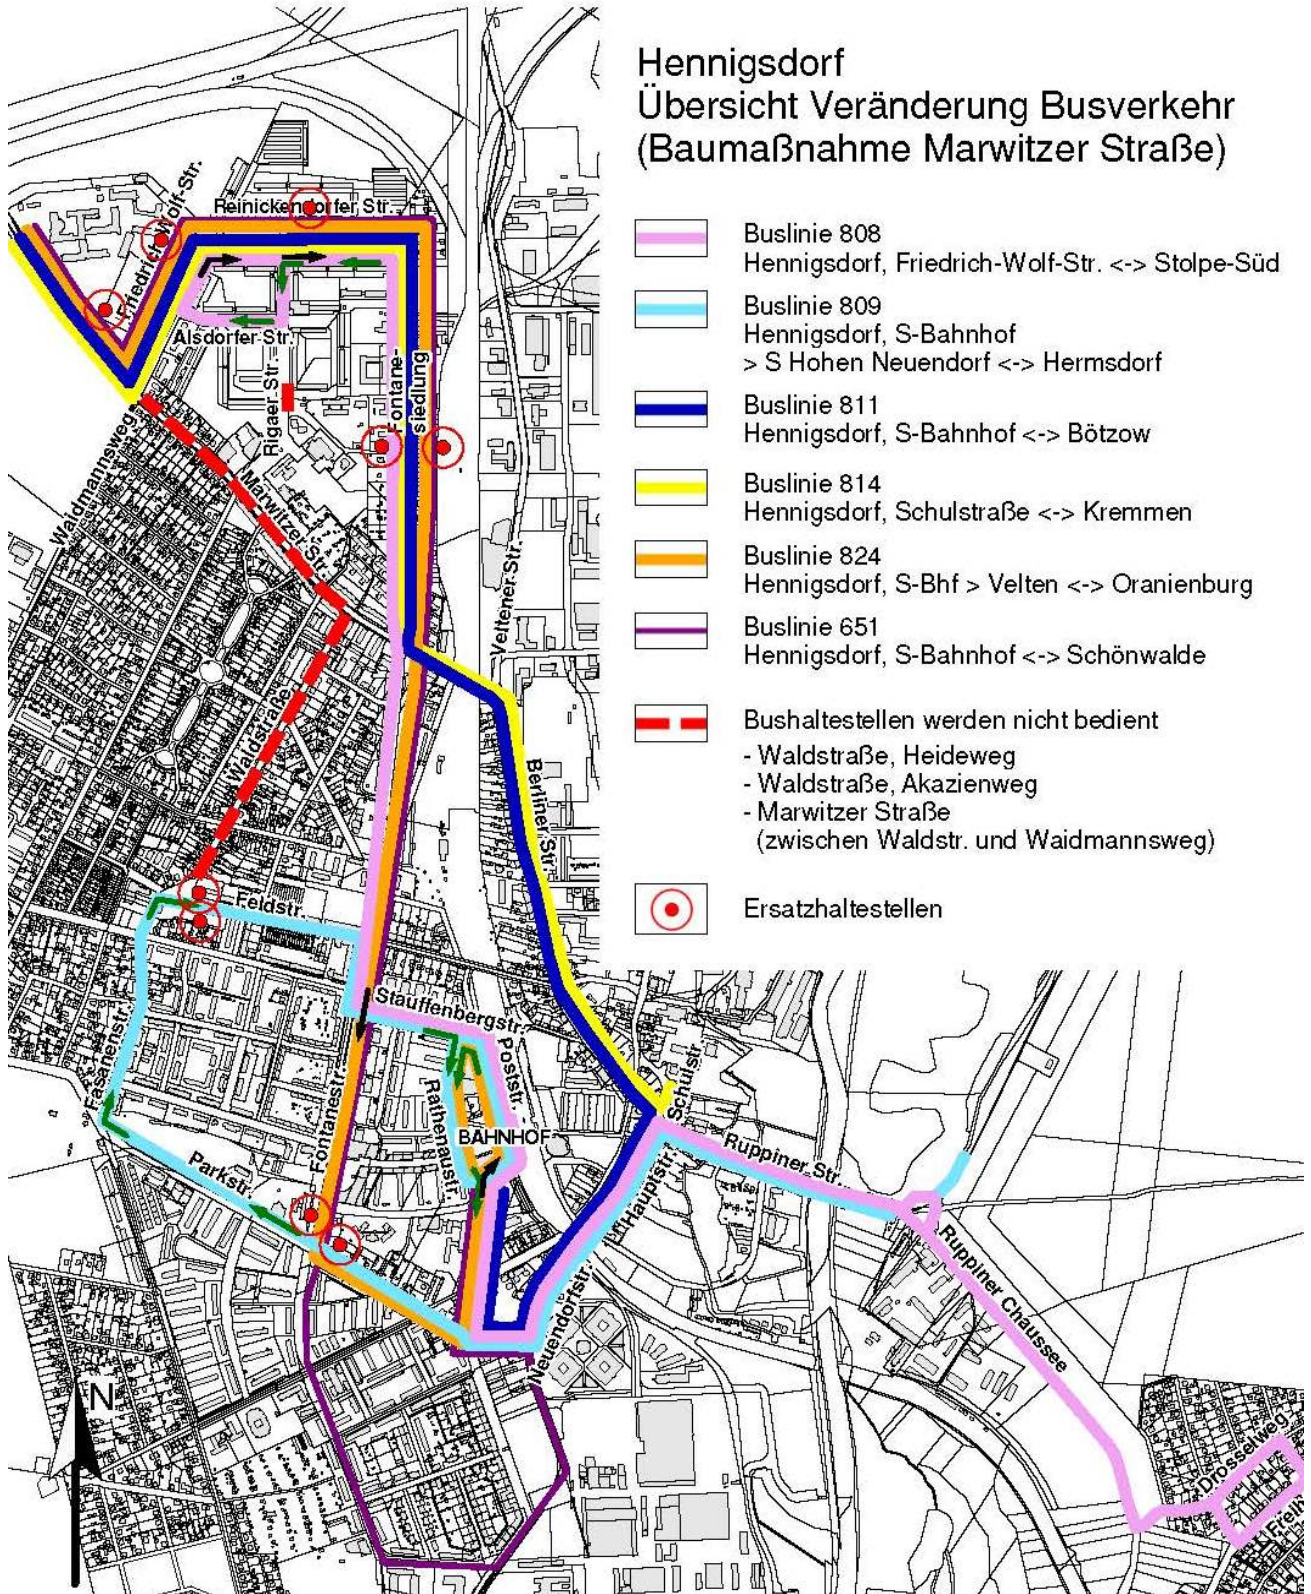 Hennigsdorf
Übersicht Veränderung Busverkehr
(Baumaßnahme Marwitzer Straße)
Buslinie 808
Hennigsdorf, Friedrich-Wolf-Str. <-> Stolpe-Süd
Buslinie 809
Hennigsdorf, S-Bahnhof
> S Hohen Neuendorf <-> Hermsdorf
Buslinie 811
Hennigsdorf, S-Bahnhof <-> Bötzow
Buslinie 814
Hennigsdorf, Schulstraße <-> Kremmen
Buslinie 824
Hennigsdorf, S-Bhf > Velten <-> Oranienburg
Buslinie 651
Hennigsdorf, S-Bahnhof <-> Schönwalde
Bushaltestellen werden nicht bedient
- Waldstraße, Heideweg
- Waldstraße, Akazienweg
- Marwitzer Straße
(zwischen Waldstr. und Waidmannsweg)
Ersatzhaltestellen
Reinickendorfer Str.
Friedrich-Wolf-Str.
Alsdorfer Str.
Rigaer Str.
Fontane-
siedlung
Waidmannsweg
Marwitzer Str.
Veltener Str.
Waldstraße
Berliner Str.
Feldstr.
Stauffenbergstr.
Poststr.
Fasanenstr.
Fontanestr.
Rathenaustr.
BAHNHOF
Schulstr.
Parkstr.
Hauptstr.
Ruppiner Str.
Neuendorfstr.
Ruppiner Chaussee
Drosselweg
N